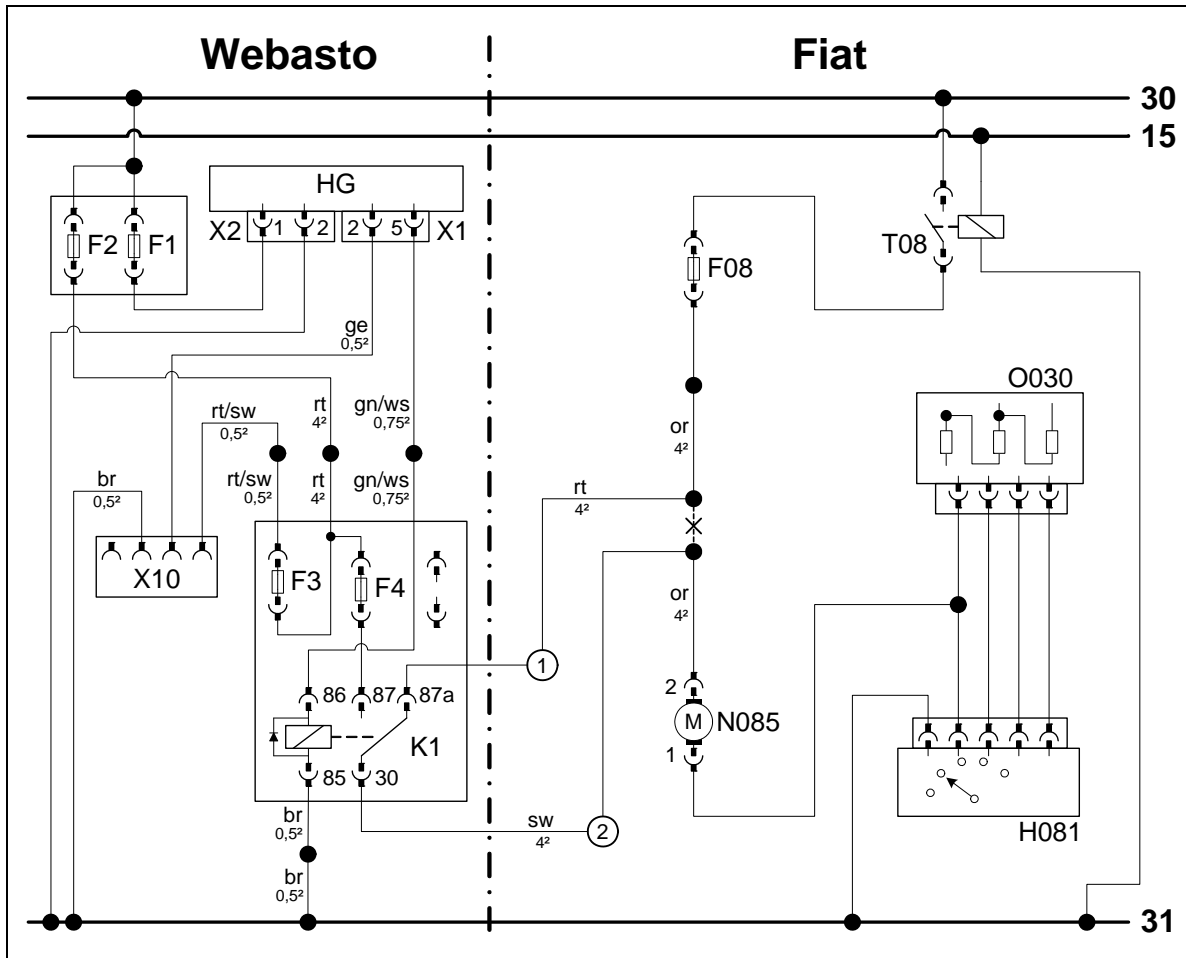 Webasto Fiat
30
15
HG
X2 1 2 2 5 X1
F2 F1
T08
F08
ge
0,5²
O030
rt/sw
0,5²
rt
4²
gn/ws
0,75²
or
4²
br
0,5²
rt/sw
0,5²
rt
4²
gn/ws
0,75²
rt
4²
X10
F3 F4
or
4²
1
86 87 87a
2
M N085
1
K1
85 30
br
0,5²
sw
4²
2
H081
br
0,5²
31